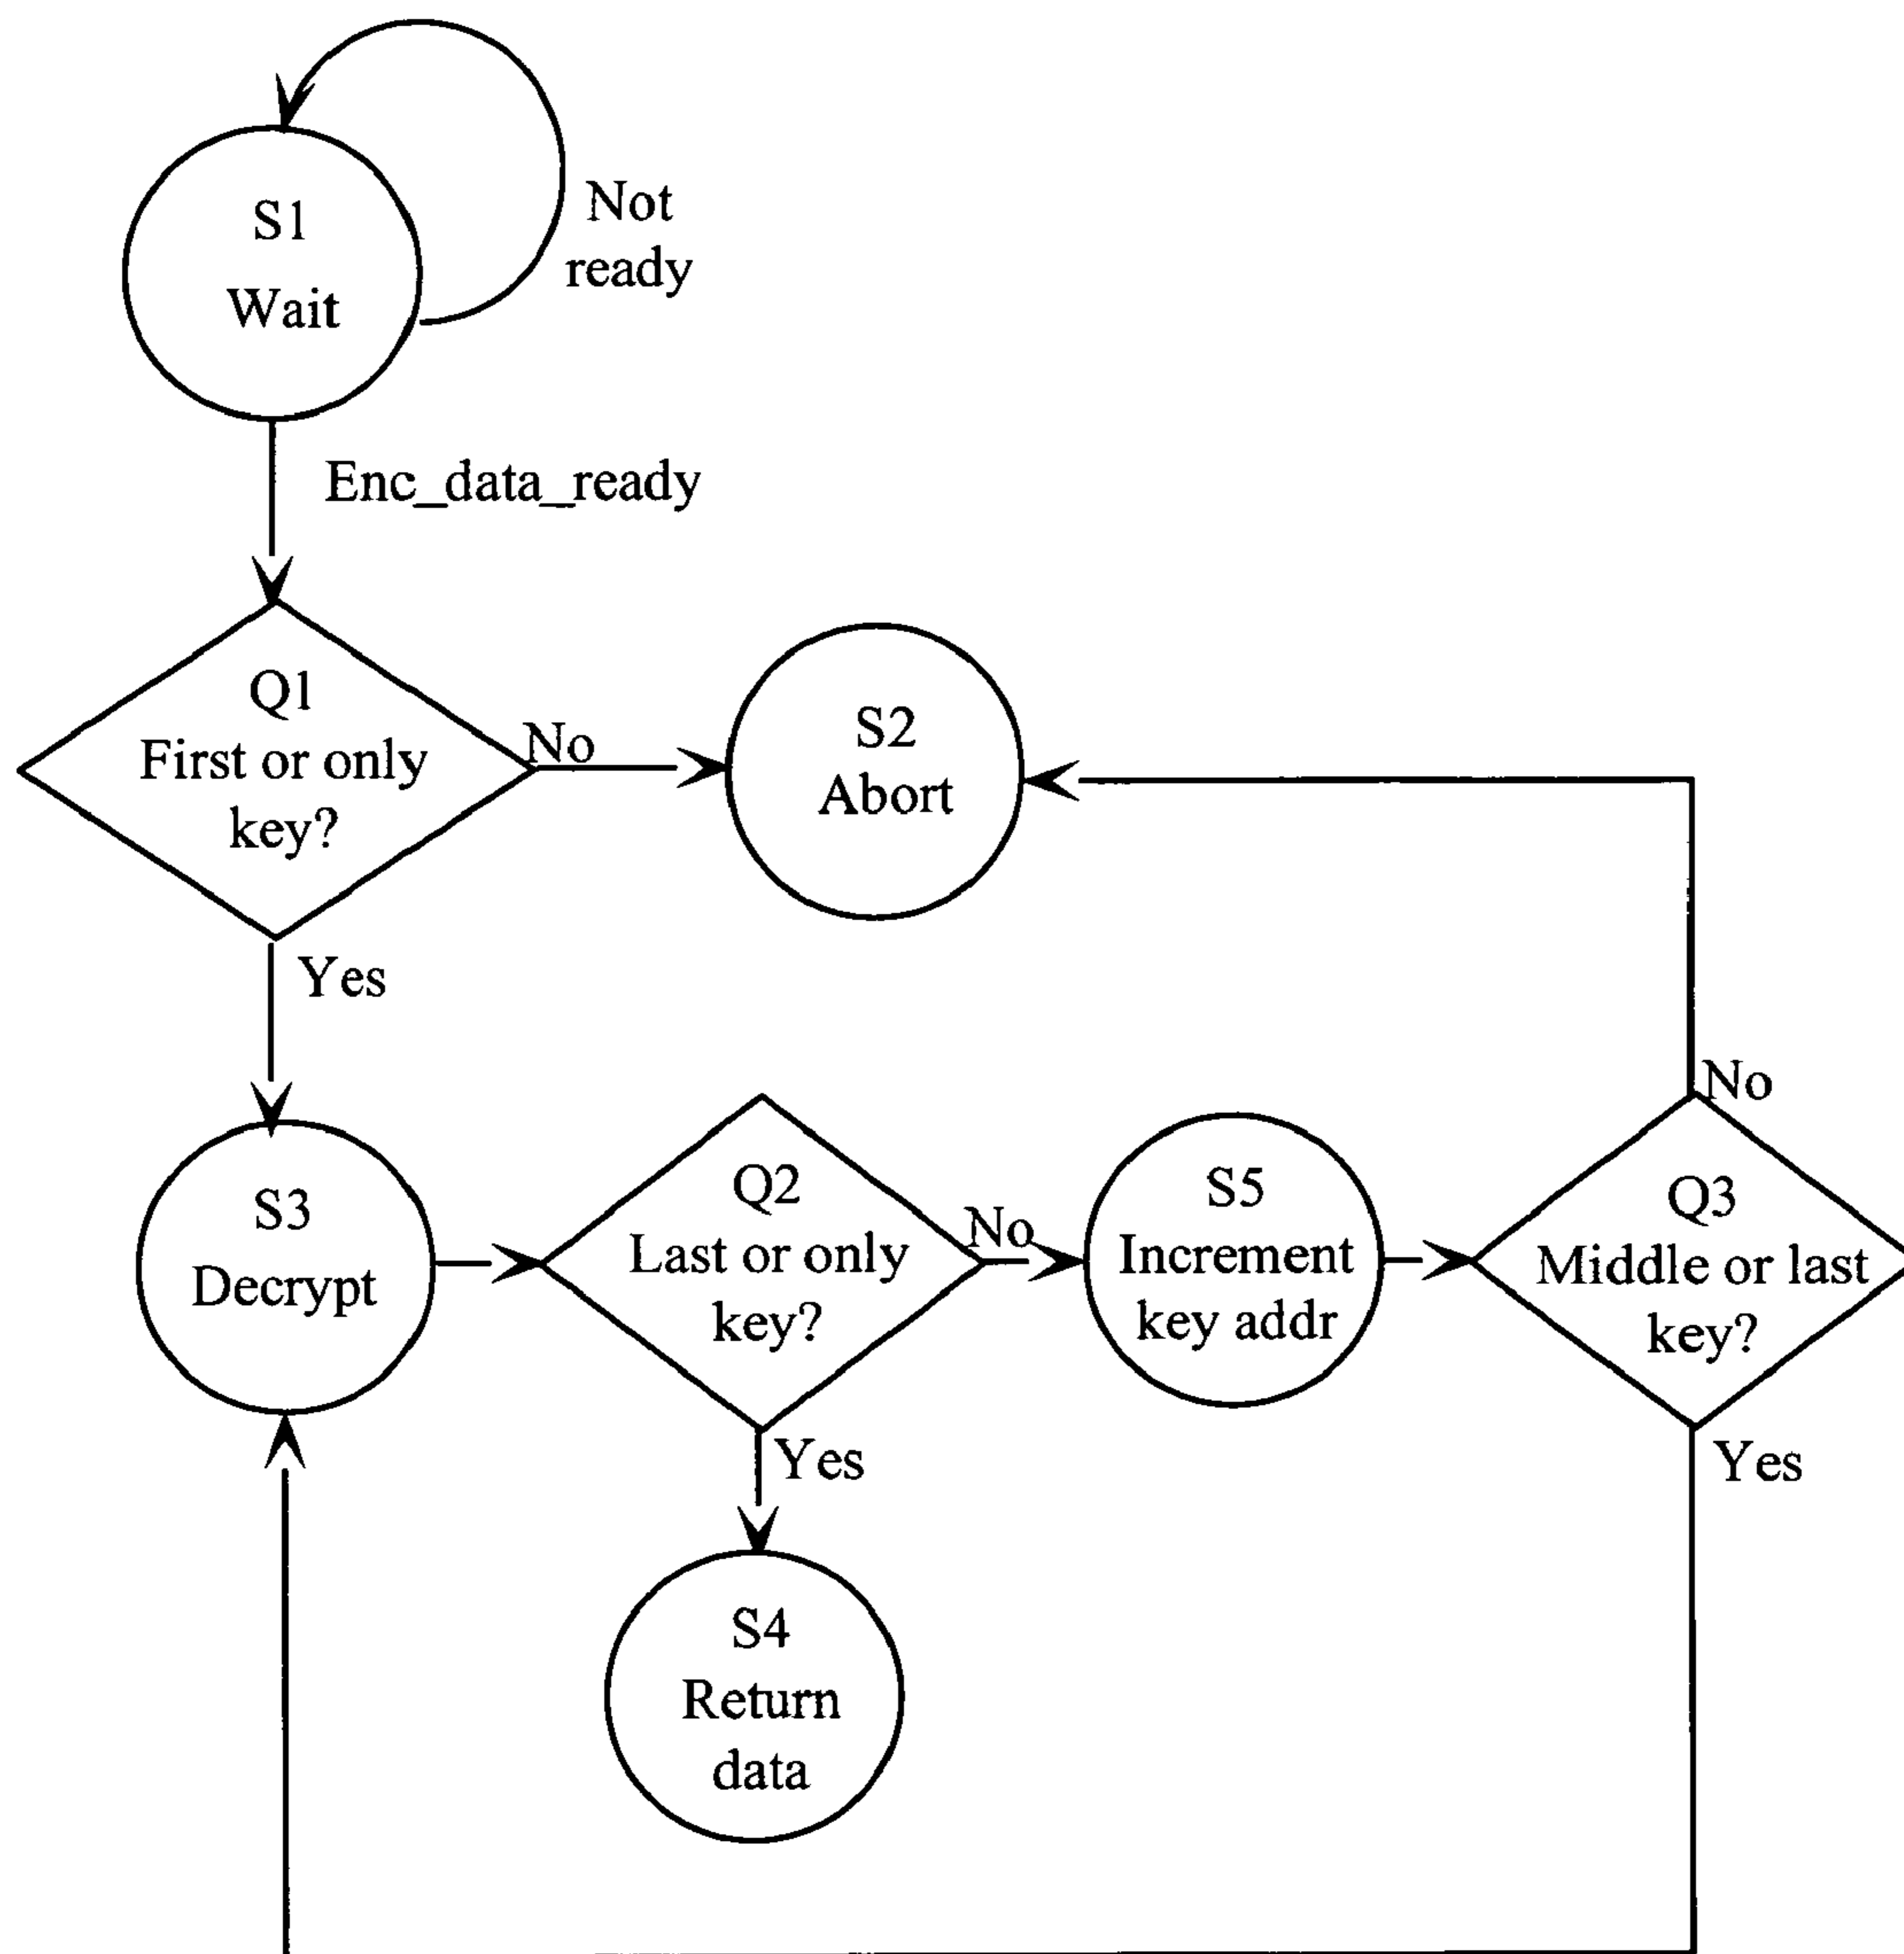 S1
Wait
Not
ready
Enc_data_ready
Q1
First or only
key?
No
S2
Abort
Yes
S3
Decrypt
Q2
Last or only
key?
No
S5
Increment
key addr
Q3
Middle or last
key?
No
Yes
Yes
S4
Return
data